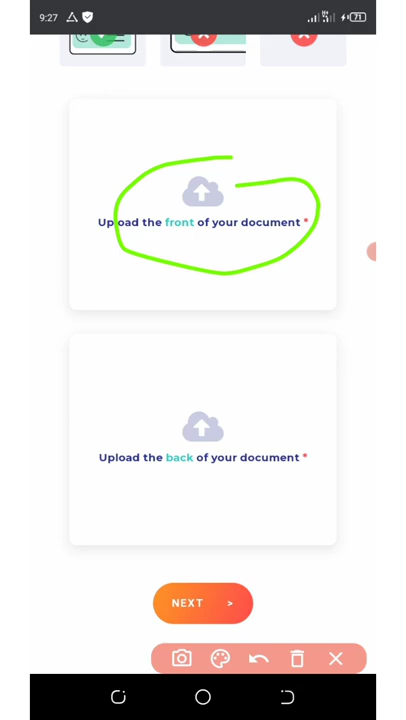 9:27
71
Upload the front of your document *
Upload the back of your document *
NEXT >